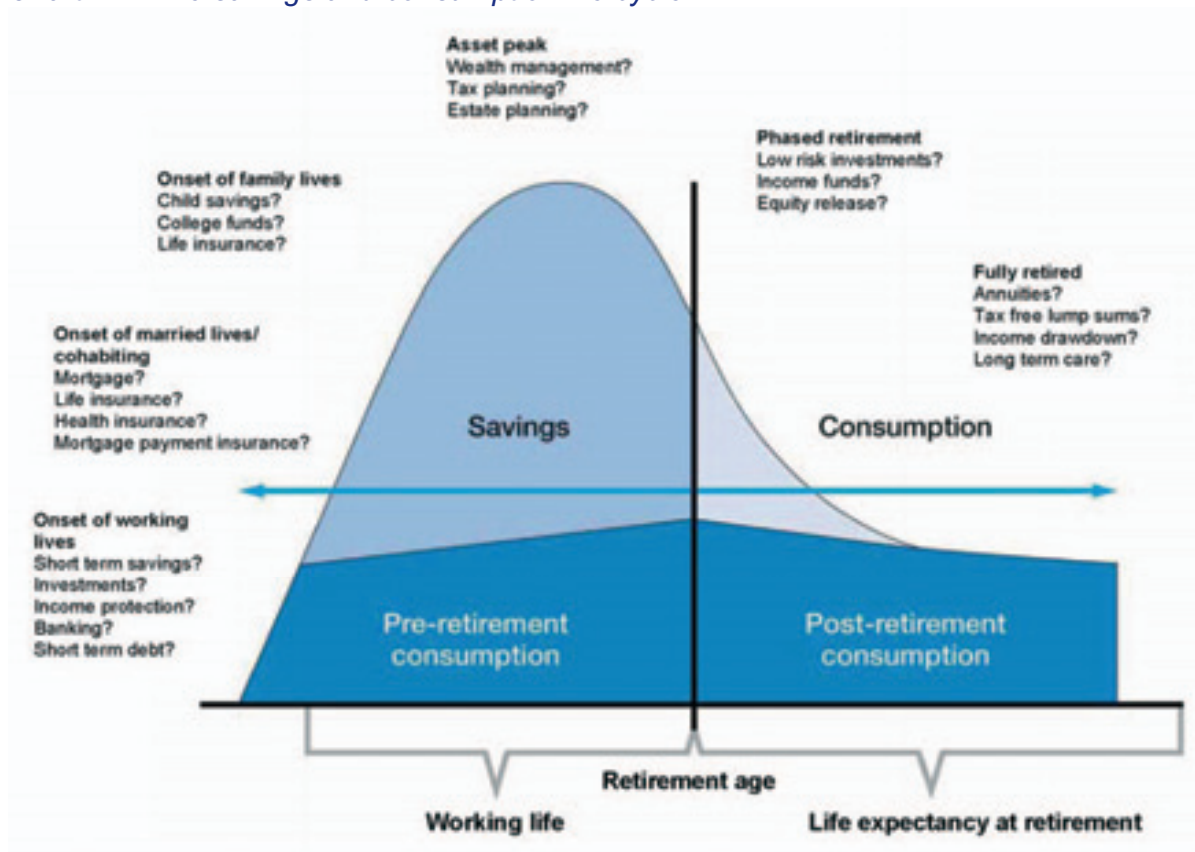 Asset peak
Wealth management?
Tax planning?
Estate planning?
Phased retirement
Low risk investments?
Income funds?
Equity release?
Onset of family lives
Child savings?
College funds?
Life insurance?
Fully retired
Annuities?
Tax free lump sums?
Income drawdown?
Long term care?
Onset of married lives/
cohabiting
Mortgage?
Life insurance?
Health insurance?
Mortgage payment insurance?
Savings
Consumption
Onset of working
lives
Short term savings?
Investments?
Income protection?
Banking?
Short term debt?
Pre-retirement
consumption
Post-retirement
consumption
Retirement age
Working life
Life expectancy at retirement